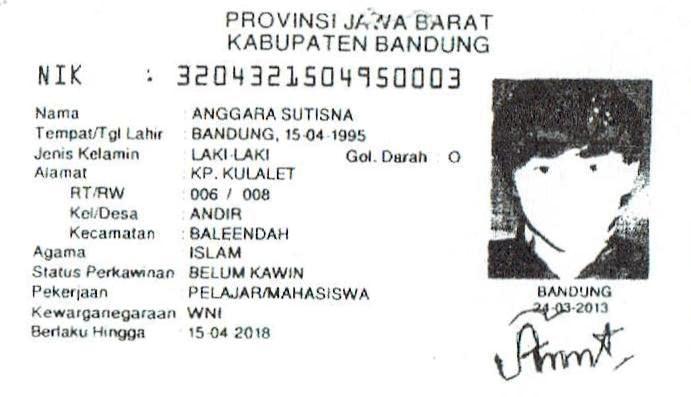 PROVINSI JAWA BARAT
KABUPATEN BANDUNG
NIK : 3204321504950003
Nama : ANGGARA SUTISNA
Tempat/Tgl Lahir : BANDUNG, 15-04-1995
Jenis Kelamin : LAKI-LAKI Gol. Darah : O
Alamat : KP. KULALET
RT/RW : 006 / 008
Kel/Desa : ANDIR
Kecamatan : BALEENDAH
Agama : ISLAM
Status Perkawinan : BELUM KAWIN
Pekerjaan : PELAJAR/MAHASISWA
Kewarganegaraan : WNI
Berlaku Hingga : 15-04-2018
BANDUNG
24-03-2013